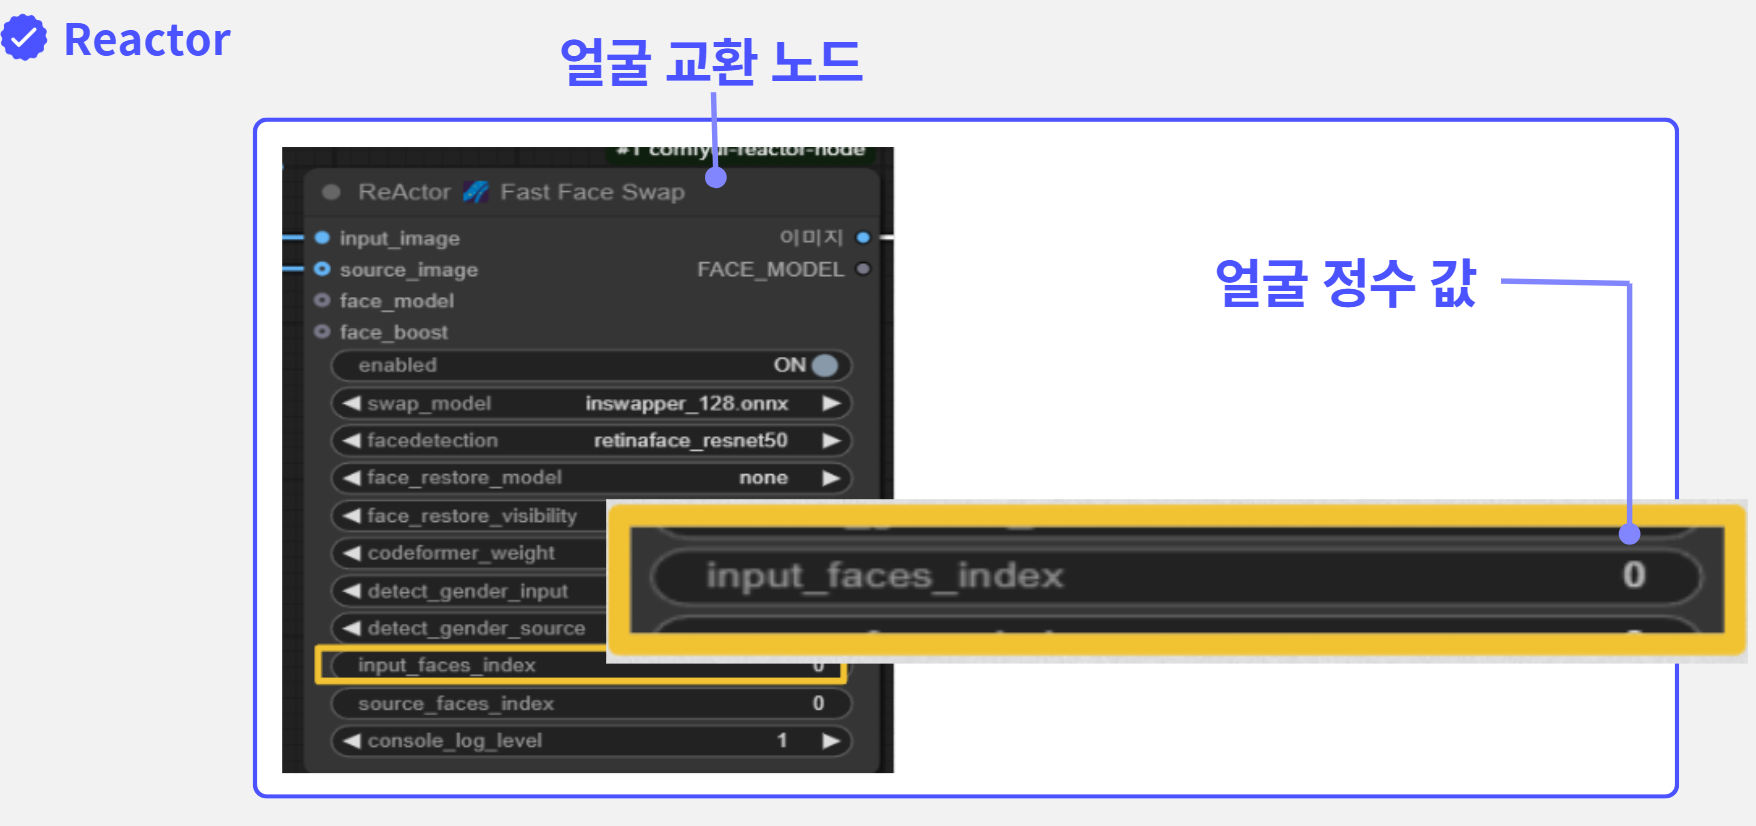 Reactor
얼굴 교환 노드
#1 comfyui-reactor-node
ReActor Fast Face Swap
input_image 이미지
source_image FACE_MODEL
face_model
face_boost
enabled ON
swap_model inswapper_128.onnx
facedetection retinaface_resnet50
face_restore_model none
face_restore_visibility
codeformer_weight
detect_gender_input
detect_gender_source
input_faces_index 0
source_faces_index 0
console_log_level 1
얼굴 정수 값
input_faces_index 0